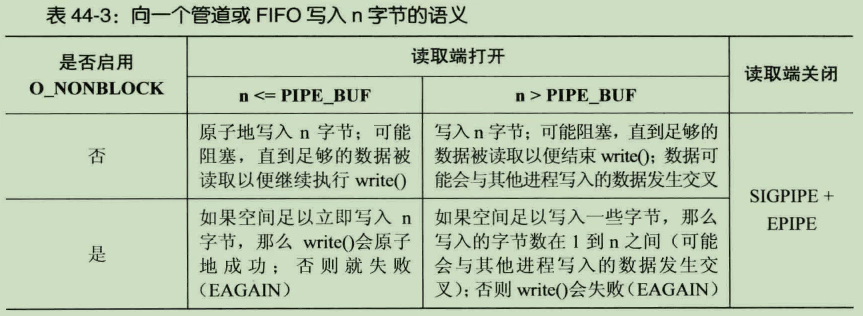 表 44-3：向一个管道或 FIFO 写入 n 字节的语义
是否启用
O_NONBLOCK
读取端打开
读取端关闭
n <= PIPE_BUF
n > PIPE_BUF
否
原子地写入 n 字节；可能
阻塞，直到足够的数据被
读取以便继续执行 write()
写入 n 字节；可能阻塞，直到足够的
数据被读取以便结束 write()；数据可
能会与其他进程写入的数据发生交叉
SIGPIPE +
EPIPE
是
如果空间足以立即写入 n
字节，那么 write()会原子
地成功；否则就失败
（EAGAIN）
如果空间足以写入一些字节，那么
写入的字节数在 1 到 n 之间（可能
会与其他进程写入的数据发生交
叉）；否则 write()会失败（EAGAIN）